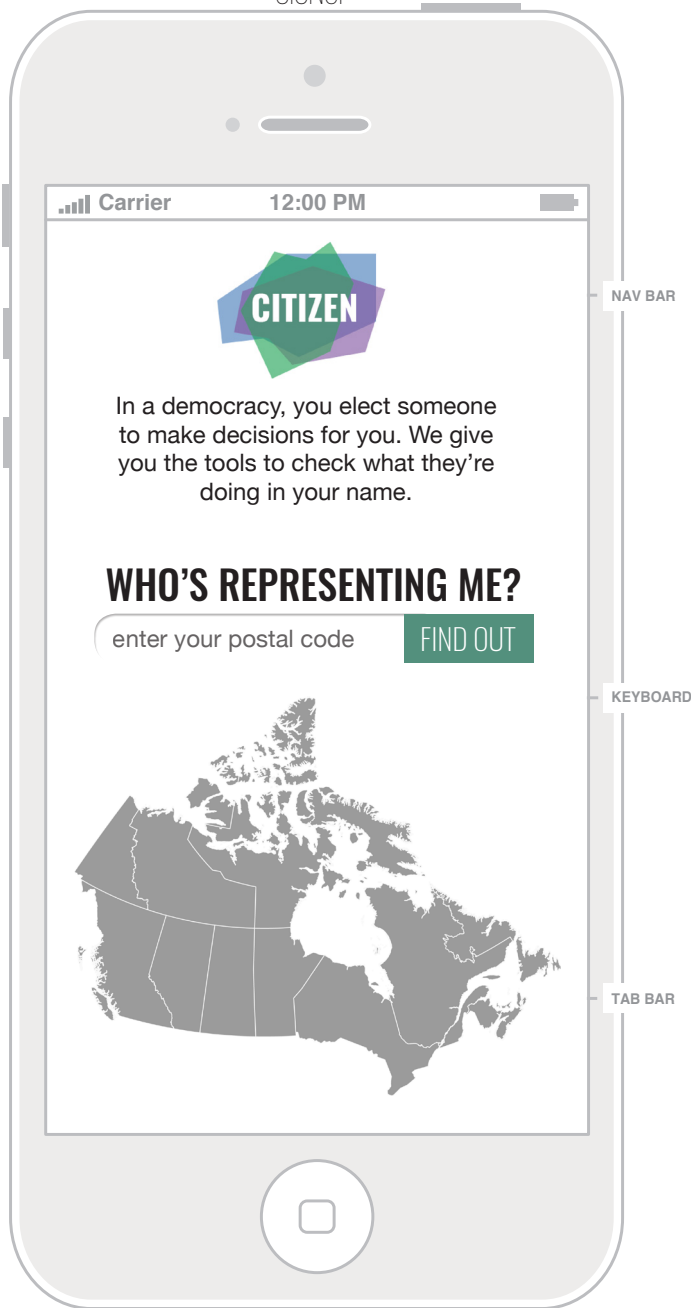 SIGNUP
Carrier 12:00 PM
CITIZEN
NAV BAR
In a democracy, you elect someone
to make decisions for you. We give
you the tools to check what they’re
doing in your name.
WHO’S REPRESENTING ME?
enter your postal code FIND OUT
KEYBOARD
TAB BAR